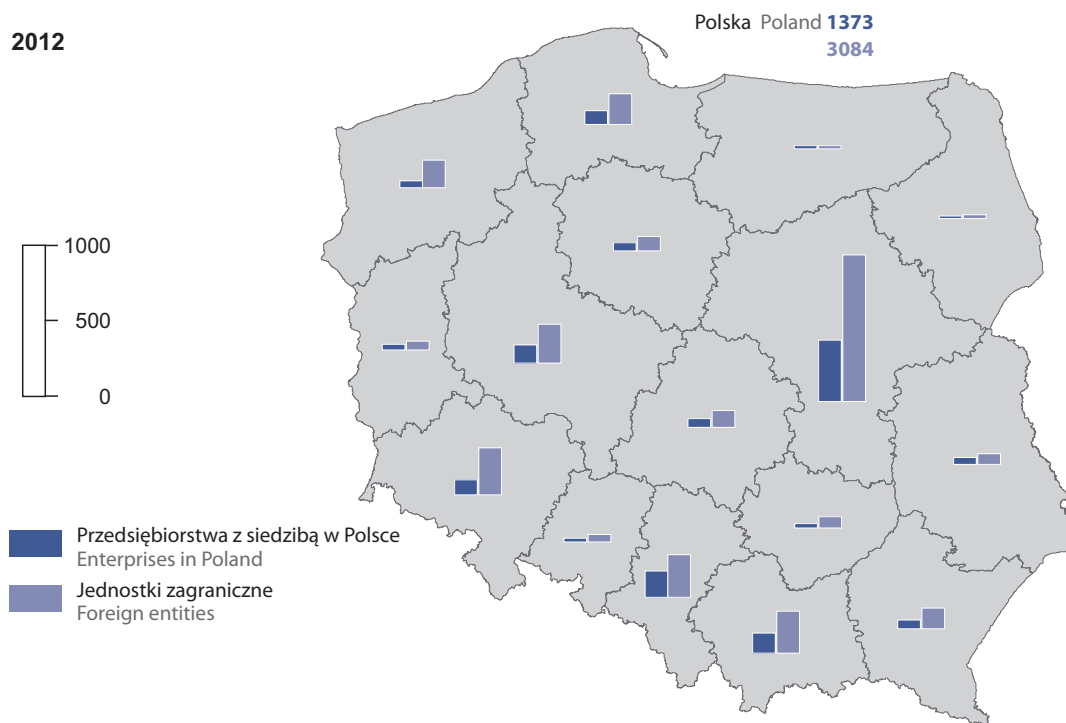 2012
Polska Poland 1373
3084
1000
500
0
Przedsiębiorstwa z siedzibą w Polsce
Enterprises in Poland
Jednostki zagraniczne
Foreign entities